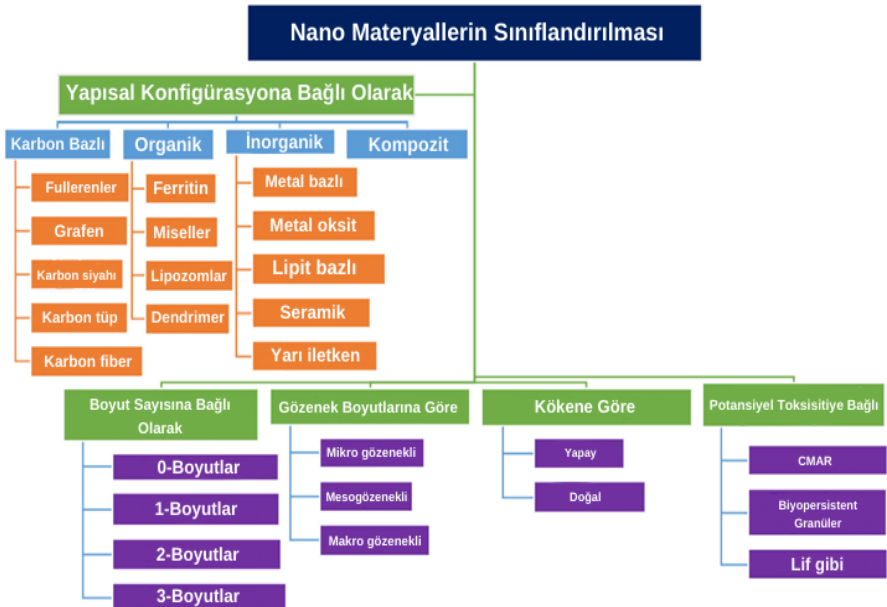 Nano Materyallerin Sınıflandırılması
Yapısal Konfigürasyona Bağlı Olarak
Karbon Bazlı
Fullerenler
Grafen
Karbon siyahı
Karbon tüp
Karbon fiber
Organik
Ferritin
Miseller
Lipozomlar
Dendrimer
İnorganik
Metal bazlı
Metal oksit
Lipit bazlı
Seramik
Yarı iletken
Kompozit
Boyut Sayısına Bağlı
Olarak
0-Boyutlar
1-Boyutlar
2-Boyutlar
3-Boyutlar
Gözenek Boyutlarına Göre
Mikro gözenekli
Mesogözenekli
Makro gözenekli
Kökene Göre
Yapay
Doğal
Potansiyel Toksisitiye Bağlı
CMAR
Biyopersistent
Granüler
Lif gibi